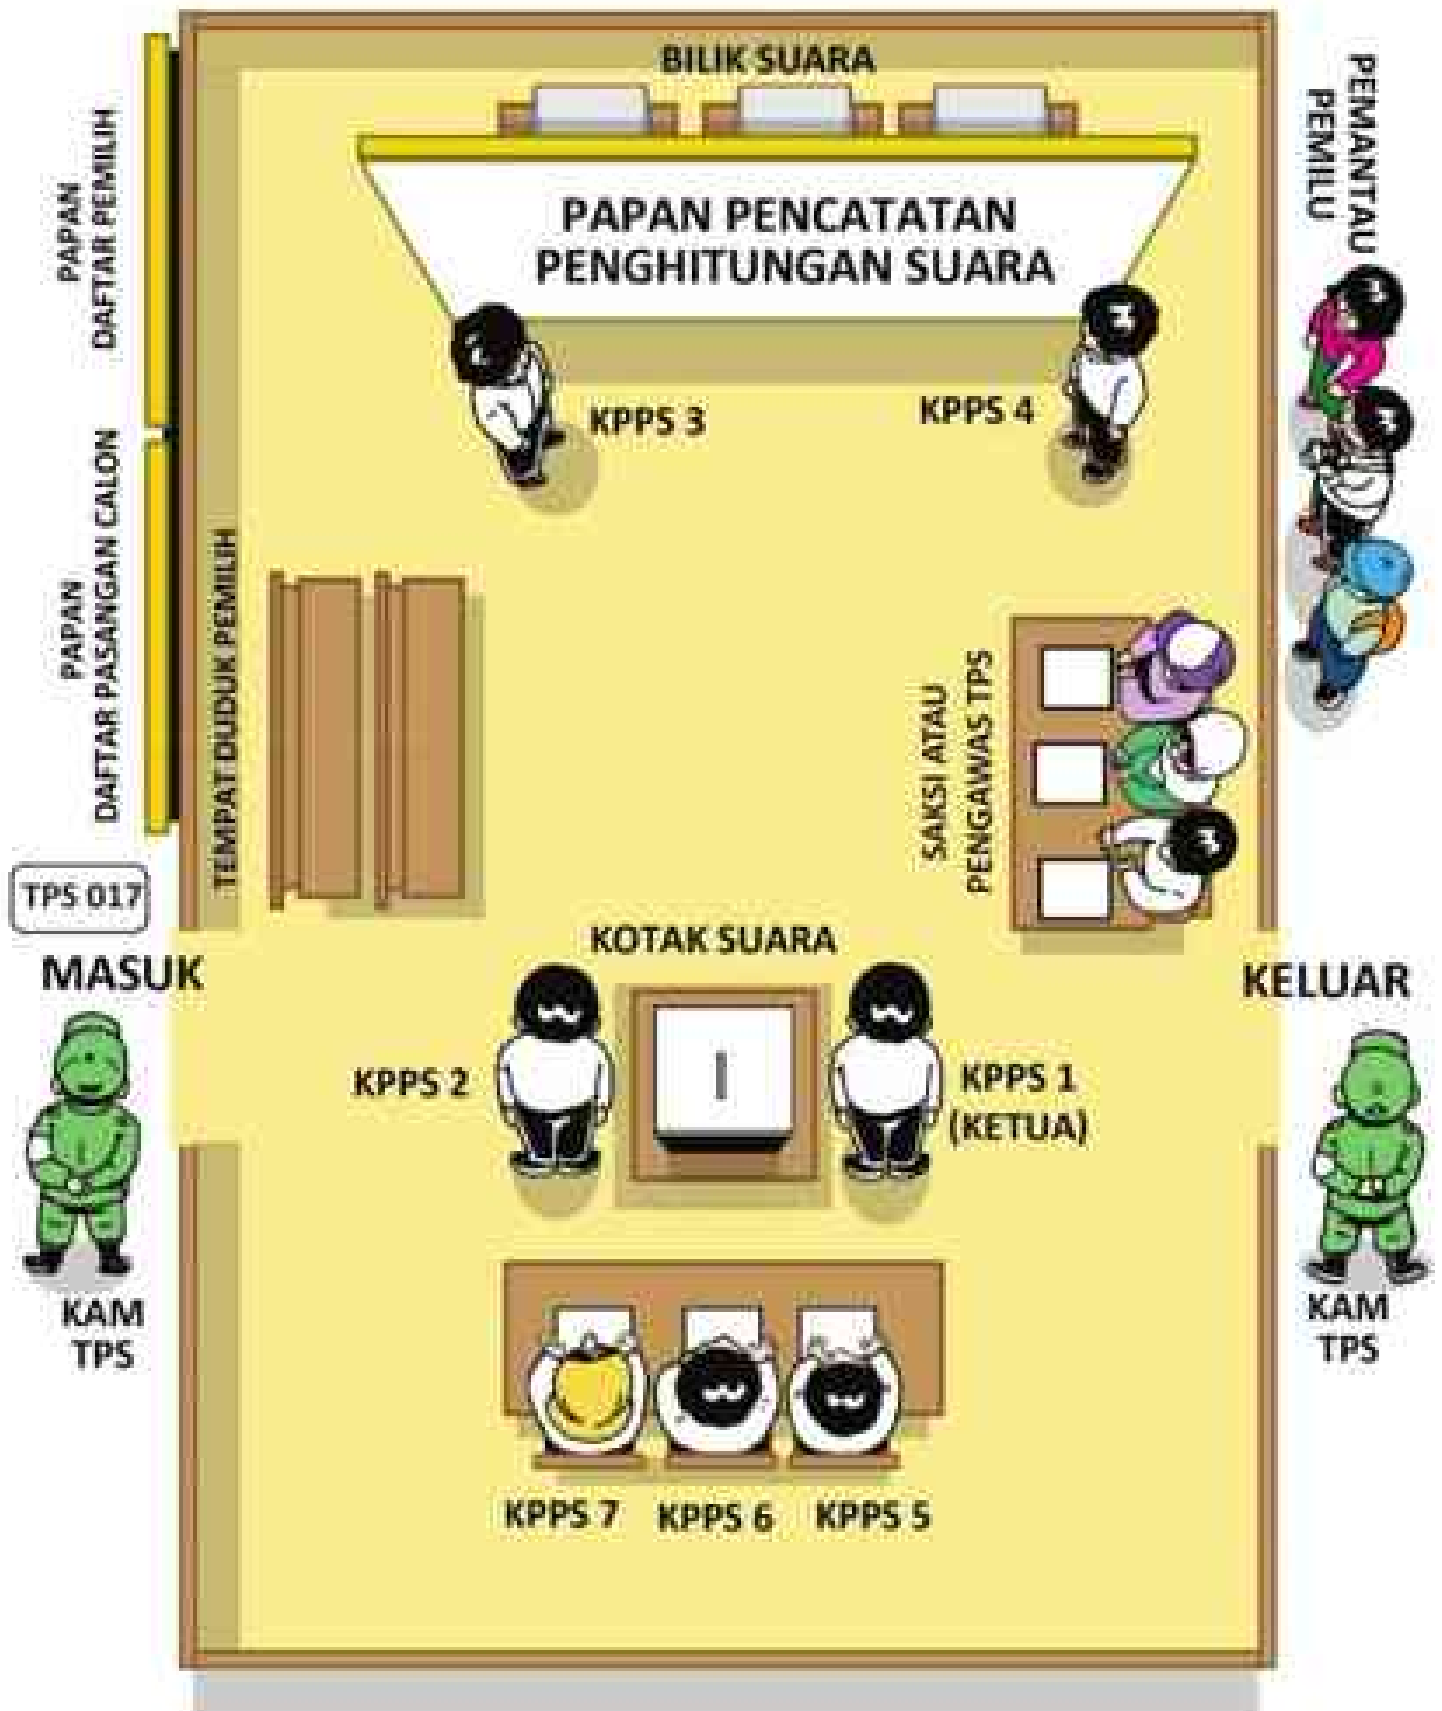 BILIK SUARA
PAPAN PENCATATAN
PENGHITUNGAN SUARA
KPPS 3
KPPS 4
PAPAN
DAFTAR PEMILIH
PAPAN
DAFTAR PASANGAN CALON
TEMPAT DUDUK PEMILIH
PEMANTAU
PEMILU
SAKSI ATAU
PENGAWAS TPS
TPS 017
MASUK
KELUAR
KOTAK SUARA
KPPS 2
KPPS 1
(KETUA)
KAM
TPS
KAM
TPS
KPPS 7
KPPS 6
KPPS 5